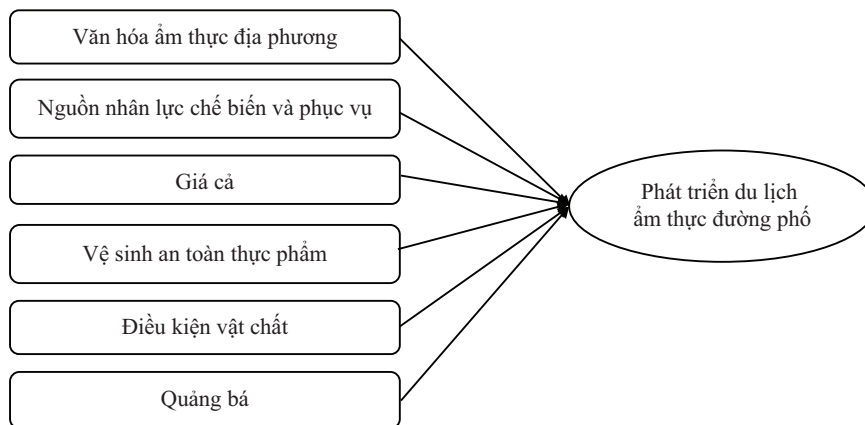 Văn hóa ẩm thực địa phương
Nguồn nhân lực chế biến và phục vụ
Giá cả
Vệ sinh an toàn thực phẩm
Điều kiện vật chất
Quảng bá
Phát triển du lịch
ẩm thực đường phố